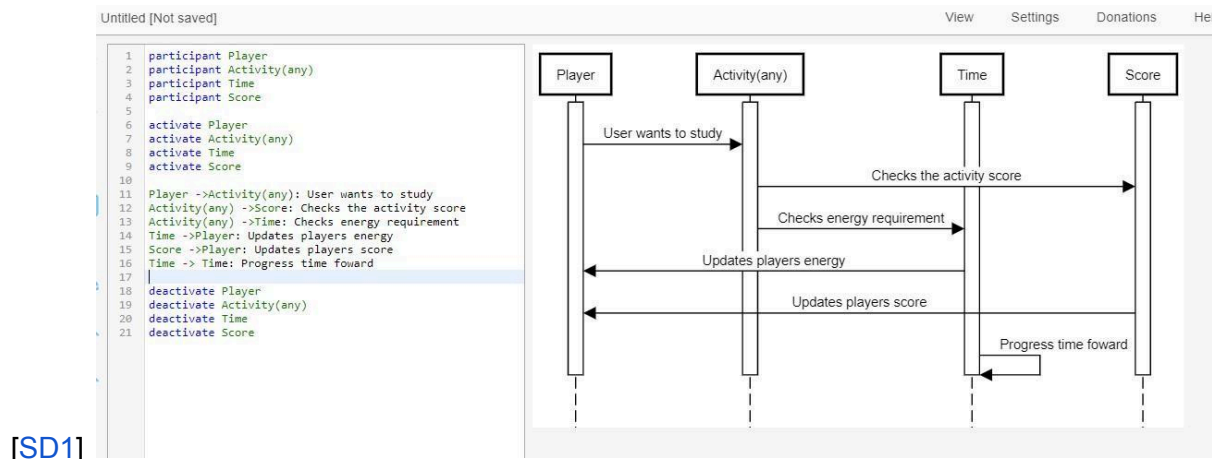 Untitled [Not saved]
View Settings Donations
1 participant Player
2 participant Activity(any)
3 participant Time
4 participant Score
5
6 activate Player
7 activate Activity(any)
8 activate Time
9 activate Score
10
11 Player ->Activity(any): User wants to study
12 Activity(any) ->Score: Checks the activity score
13 Activity(any) ->Time: Checks energy requirement
14 Time ->Player: Updates players energy
15 Score ->Player: Updates players score
16 Time -> Time: Progress time foward
17
18 deactivate Player
19 deactivate Activity(any)
20 deactivate Time
21 deactivate Score
Player Activity(any) Time Score
User wants to study
Checks the activity score
Checks energy requirement
Updates players energy
Updates players score
Progress time foward
[SD1]